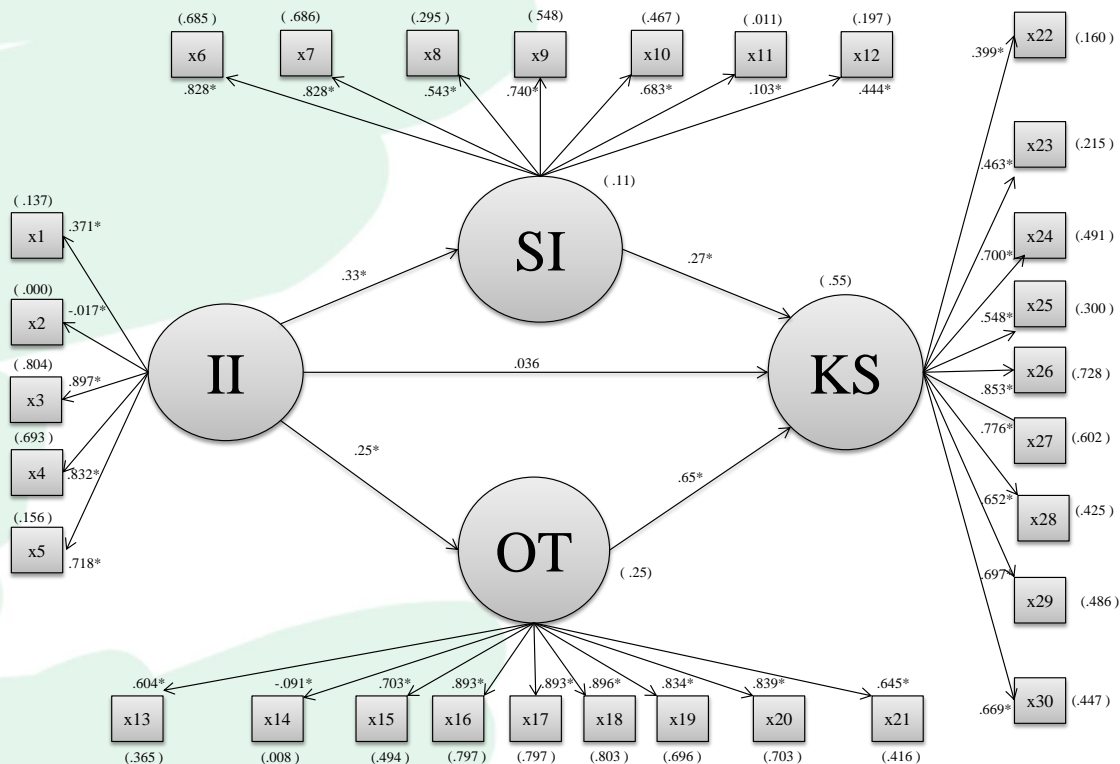 (.685 )
(.686)
(.295 )
( 548)
(.467)
( .011)
(.197)
x6
x7
x8
x9
x10
x11
x12
.828*
.828*
.543*
.740*
.683*
.103*
.444*
x22
(.160 )
.399*
x23
(.215 )
.463*
x24
(.491 )
.700*
x25
(.300 )
.548*
x26
(.728 )
.853*
x27
(.602 )
.776*
x28
(.425 )
.652*
x29
(.486 )
.697*
x30
(.447 )
.669*
( .11)
SI
.33*
.27*
( .55)
( .137)
x1
.371*
( .000)
x2
-.017*
( .804)
x3
.897*
(.693 )
x4
.832*
(.156 )
x5
.718*
II
.036
KS
.25*
.65*
OT
( .25)
.604*
-.091*
.703*
.893*
.893*
.896*
.834*
.839*
.645*
x13
x14
x15
x16
x17
x18
x19
x20
x21
(.365 )
(.008 )
(.494 )
(.797)
(.797)
(.803)
(.696)
(.703)
(.416 )